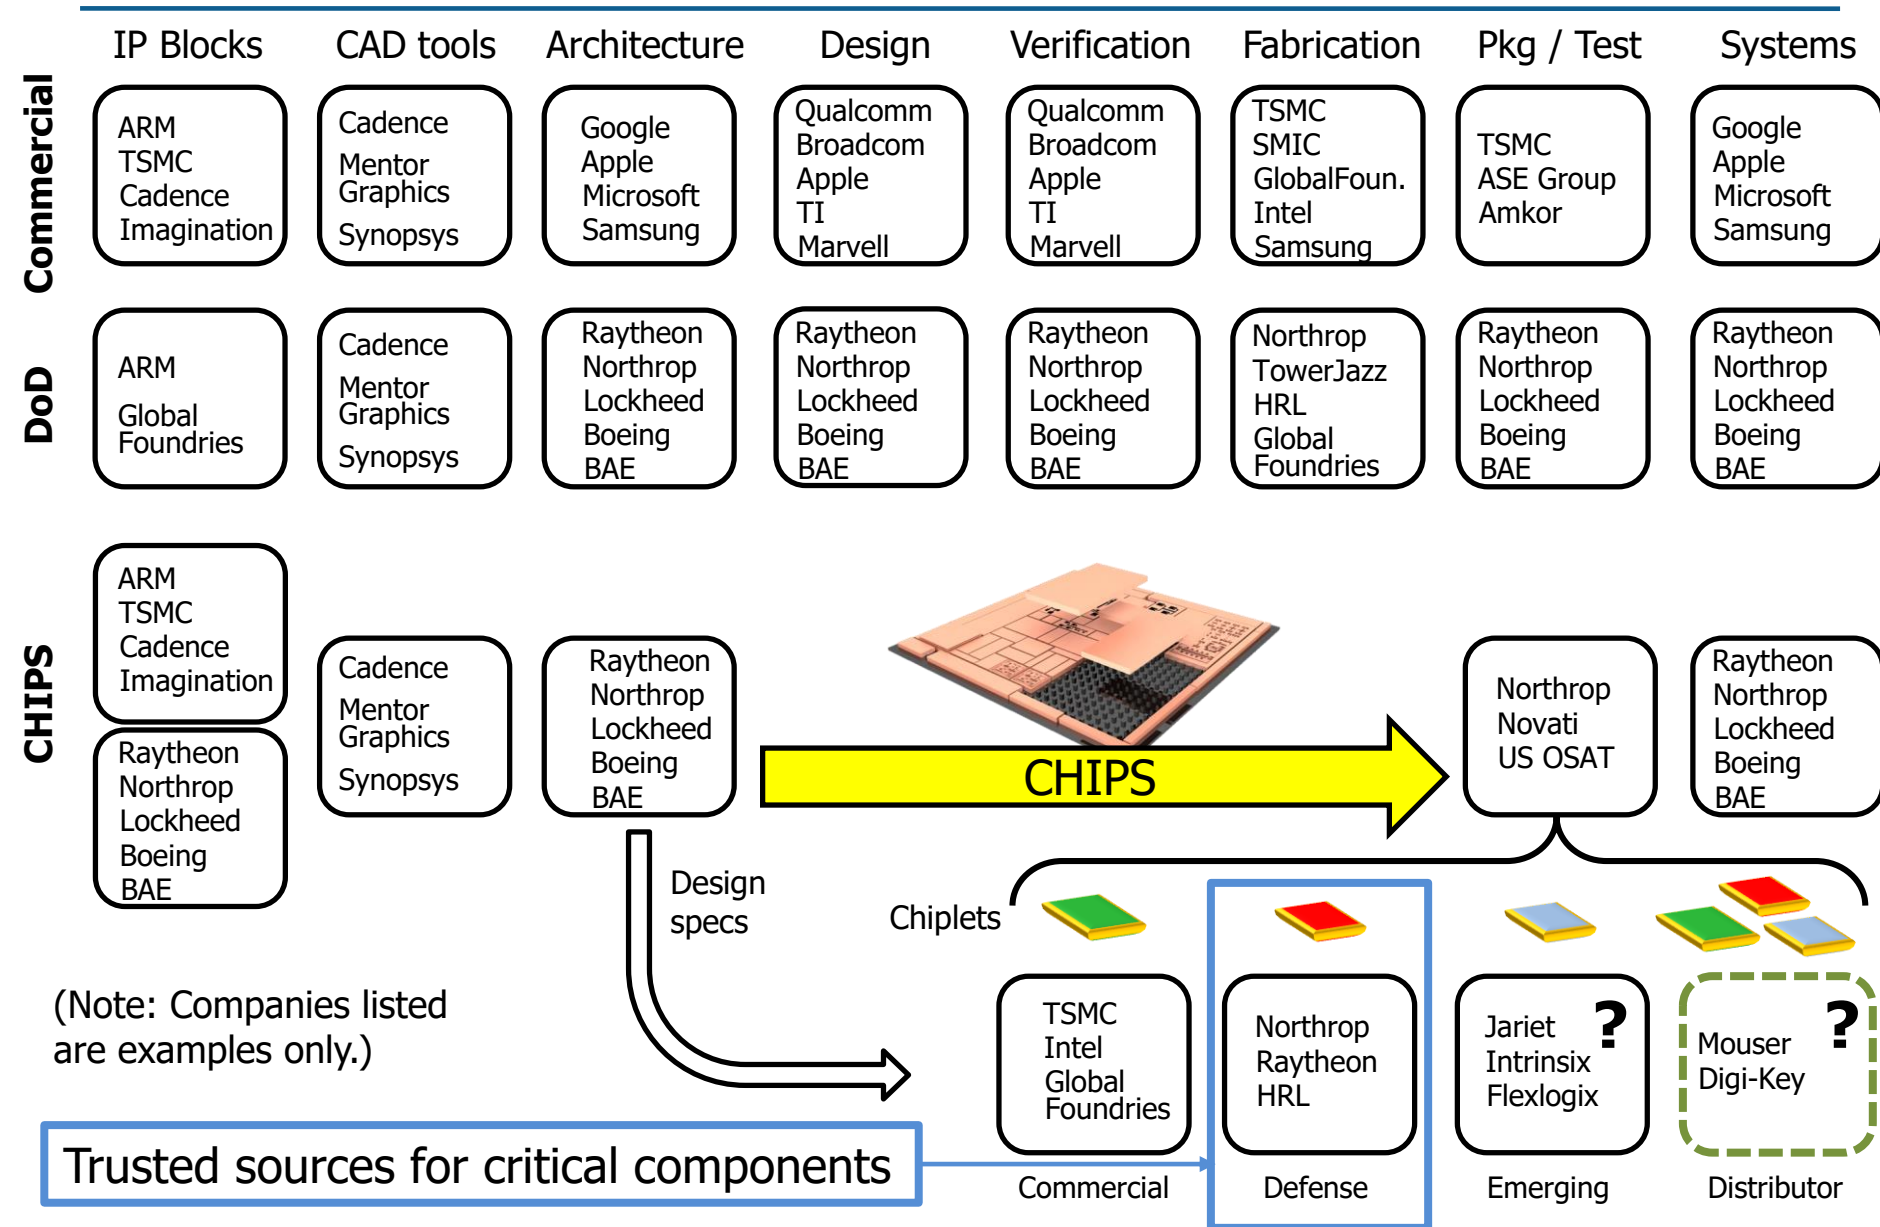 IP Blocks
CAD tools
Architecture
Design
Verification
Fabrication
Pkg / Test
Systems
Commercial
ARM
TSMC
Cadence
Imagination
Cadence
Mentor
Graphics
Synopsys
Google
Apple
Microsoft
Samsung
Qualcomm
Broadcom
Apple
TI
Marvell
Qualcomm
Broadcom
Apple
TI
Marvell
TSMC
SMIC
GlobalFoun.
Intel
Samsung
TSMC
ASE Group
Amkor
Google
Apple
Microsoft
Samsung
DoD
ARM
Global
Foundries
Cadence
Mentor
Graphics
Synopsys
Raytheon
Northrop
Lockheed
Boeing
BAE
Raytheon
Northrop
Lockheed
Boeing
BAE
Raytheon
Northrop
Lockheed
Boeing
BAE
Northrop
TowerJazz
HRL
Global
Foundries
Raytheon
Northrop
Lockheed
Boeing
BAE
Raytheon
Northrop
Lockheed
Boeing
BAE
CHIPS
ARM
TSMC
Cadence
Imagination
Raytheon
Northrop
Lockheed
Boeing
BAE
Cadence
Mentor
Graphics
Synopsys
Raytheon
Northrop
Lockheed
Boeing
BAE
CHIPS
Northrop
Novati
US OSAT
Raytheon
Northrop
Lockheed
Boeing
BAE
Design
specs
Chiplets
TSMC
Intel
Global
Foundries
Northrop
Raytheon
HRL
Jariet
Intrinsix
Flexlogix
?
Mouser
Digi-Key
?
Commercial
Defense
Emerging
Distributor
(Note: Companies listed
are examples only.)
Trusted sources for critical components